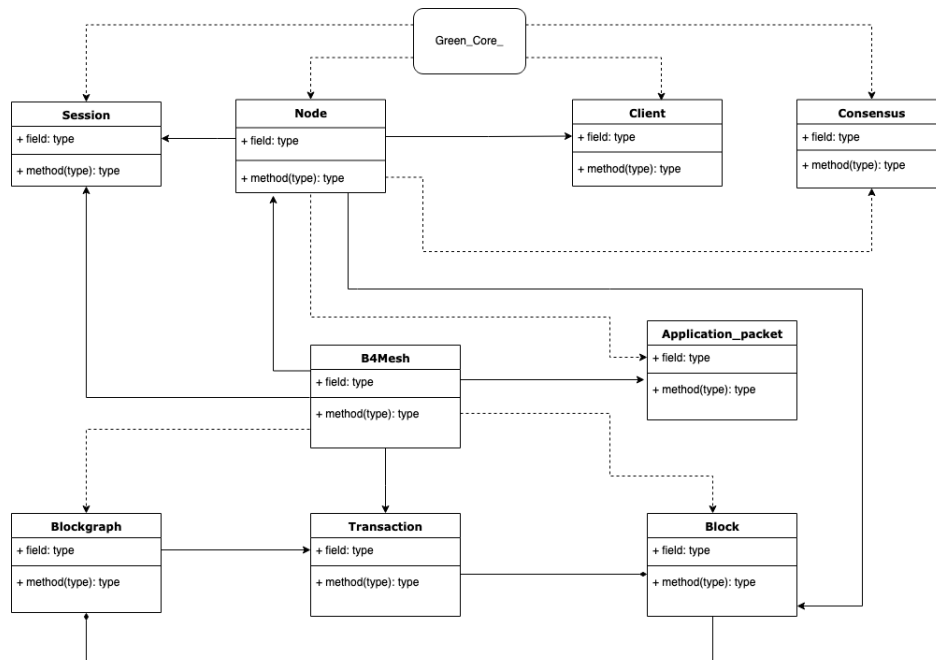 Green_Core_
Session
+ field: type
+ method(type): type
Node
+ field: type
+ method(type): type
Client
+ field: type
+ method(type): type
Consensus
+ field: type
+ method(type): type
B4Mesh
+ field: type
+ method(type): type
Application_packet
+ field: type
+ method(type): type
Blockgraph
+ field: type
+ method(type): type
Transaction
+ field: type
+ method(type): type
Block
+ field: type
+ method(type): type